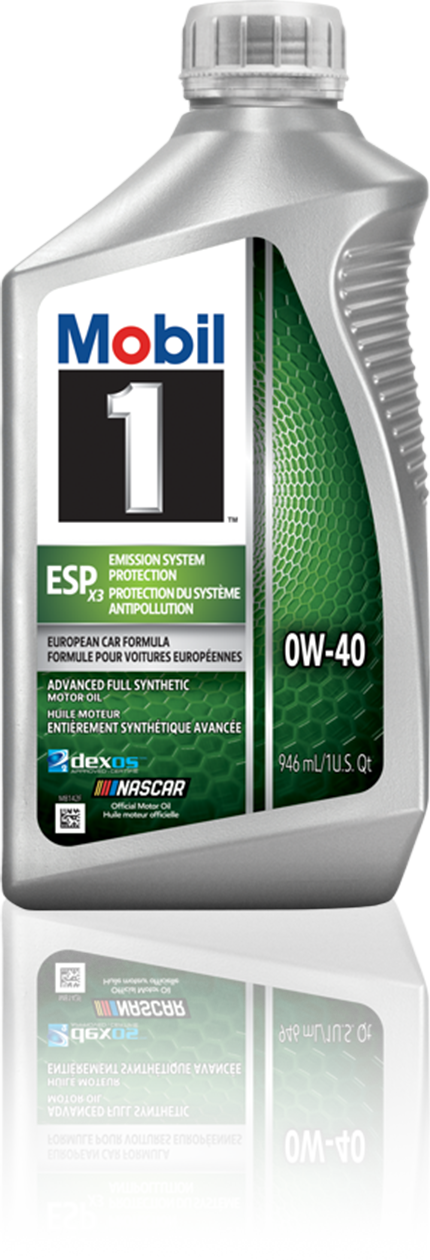 Mobil
1
™
ESP X3
EMISSION SYSTEM
PROTECTION
PROTECTION DU SYSTÈME
ANTIPOLLUTION
EUROPEAN CAR FORMULA
FORMULE POUR VOITURES EUROPÉENNES
0W-40
ADVANCED FULL SYNTHETIC
MOTOR OIL
HUILE MOTEUR
ENTIÈREMENT SYNTHÉTIQUE AVANCÉE
dexos
2
946 mL/1U.S. Qt
NASCAR
Official Motor Oil
Huile moteur officielle